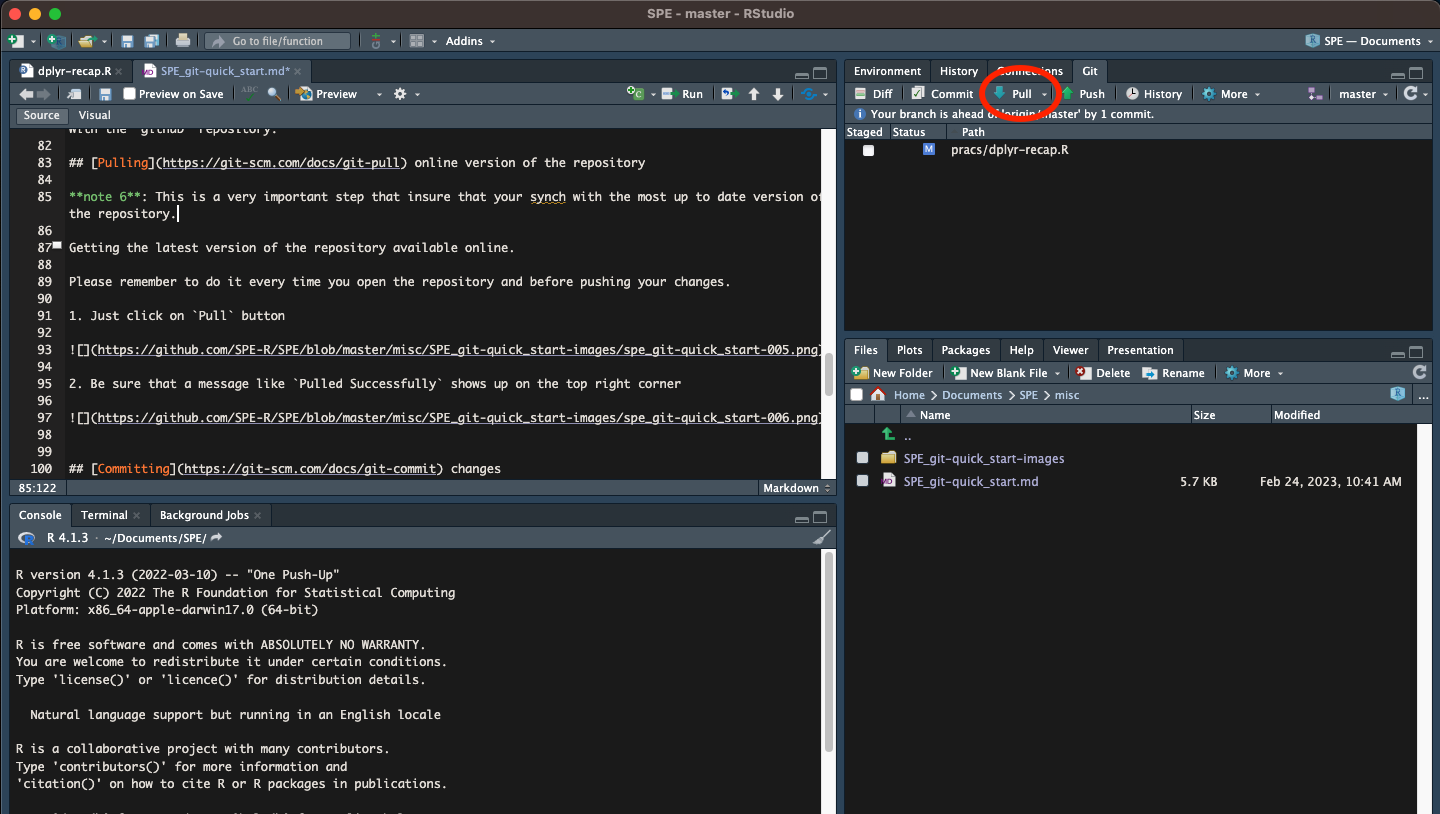 SPE - master - RStudio
Go to file/function
Addins
SPE — Documents
dplyr-recap.R
SPE_git-quick_start.md*
Preview on Save
ABC
Preview
Run
Source
Visual
with the `github` repository.
82
83 ## [Pulling](https://git-scm.com/docs/git-pull) online version of the repository
84
85 **note 6**: This is a very important step that insure that your synch with the most up to date version of
the repository.
86
87 Getting the latest version of the repository available online.
88
89 Please remember to do it every time you open the repository and before pushing your changes.
90
91 1. Just click on `Pull` button
92
93 ![](https://github.com/SPE-R/SPE/blob/master/misc/SPE_git-quick_start-images/spe_git-quick_start-005.png)
94
95 2. Be sure that a message like `Pulled Successfully` shows up on the top right corner
96
97 ![](https://github.com/SPE-R/SPE/blob/master/misc/SPE_git-quick_start-images/spe_git-quick_start-006.png)
98
99
100 ## [Committing](https://git-scm.com/docs/git-commit) changes
85:122
Markdown
Console
Terminal
Background Jobs
R 4.1.3 · ~/Documents/SPE/
R version 4.1.3 (2022-03-10) -- "One Push-Up"
Copyright (C) 2022 The R Foundation for Statistical Computing
Platform: x86_64-apple-darwin17.0 (64-bit)
R is free software and comes with ABSOLUTELY NO WARRANTY.
You are welcome to redistribute it under certain conditions.
Type 'license()' or 'licence()' for distribution details.
Natural language support but running in an English locale
R is a collaborative project with many contributors.
Type 'contributors()' for more information and
'citation()' on how to cite R or R packages in publications.
Environment
History
Connections
Git
Diff
Commit
Pull
Push
History
More
master
Your branch is ahead of 'origin/master' by 1 commit.
Staged
Status
Path
M
pracs/dplyr-recap.R
Files
Plots
Packages
Help
Viewer
Presentation
New Folder
New Blank File
Delete
Rename
More
Home
Documents
SPE
misc
...
Name
Size
Modified
..
SPE_git-quick_start-images
SPE_git-quick_start.md
5.7 KB
Feb 24, 2023, 10:41 AM